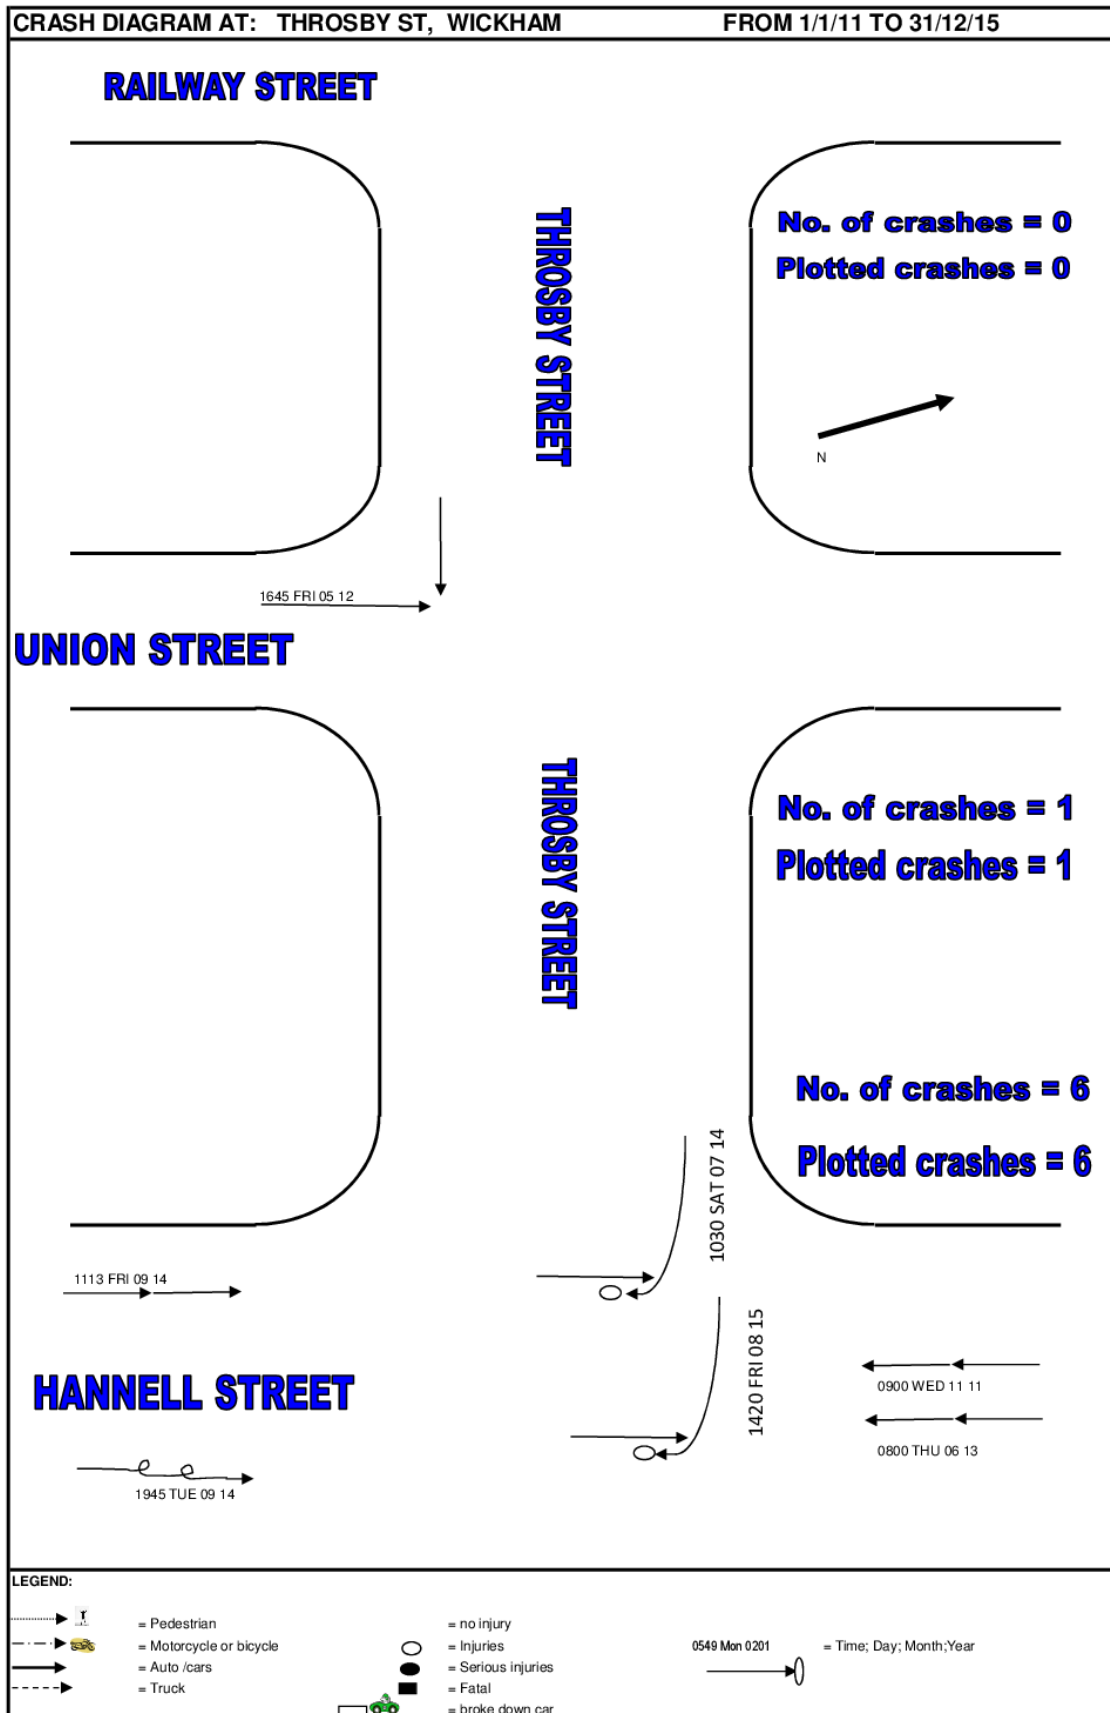 CRASH DIAGRAM AT: THROSBY ST, WICKHAM FROM 1/1/11 TO 31/12/15
RAILWAY STREET
THROSBY STREET
No. of crashes = 0
Plotted crashes = 0
N
1645 FRI 05 12
UNION STREET
THROSBY STREET
No. of crashes = 1
Plotted crashes = 1
No. of crashes = 6
Plotted crashes = 6
1030 SAT 07 14
1113 FRI 09 14
1420 FRI 08 15
HANNELL STREET
0900 WED 11 11
0800 THU 06 13
1945 TUE 09 14
LEGEND:
= Pedestrian
= Motorcycle or bicycle
= Auto /cars
= Truck
= no injury
= Injuries
= Serious injuries
= Fatal
= broke down car
0549 Mon 0201
= Time; Day; Month;Year